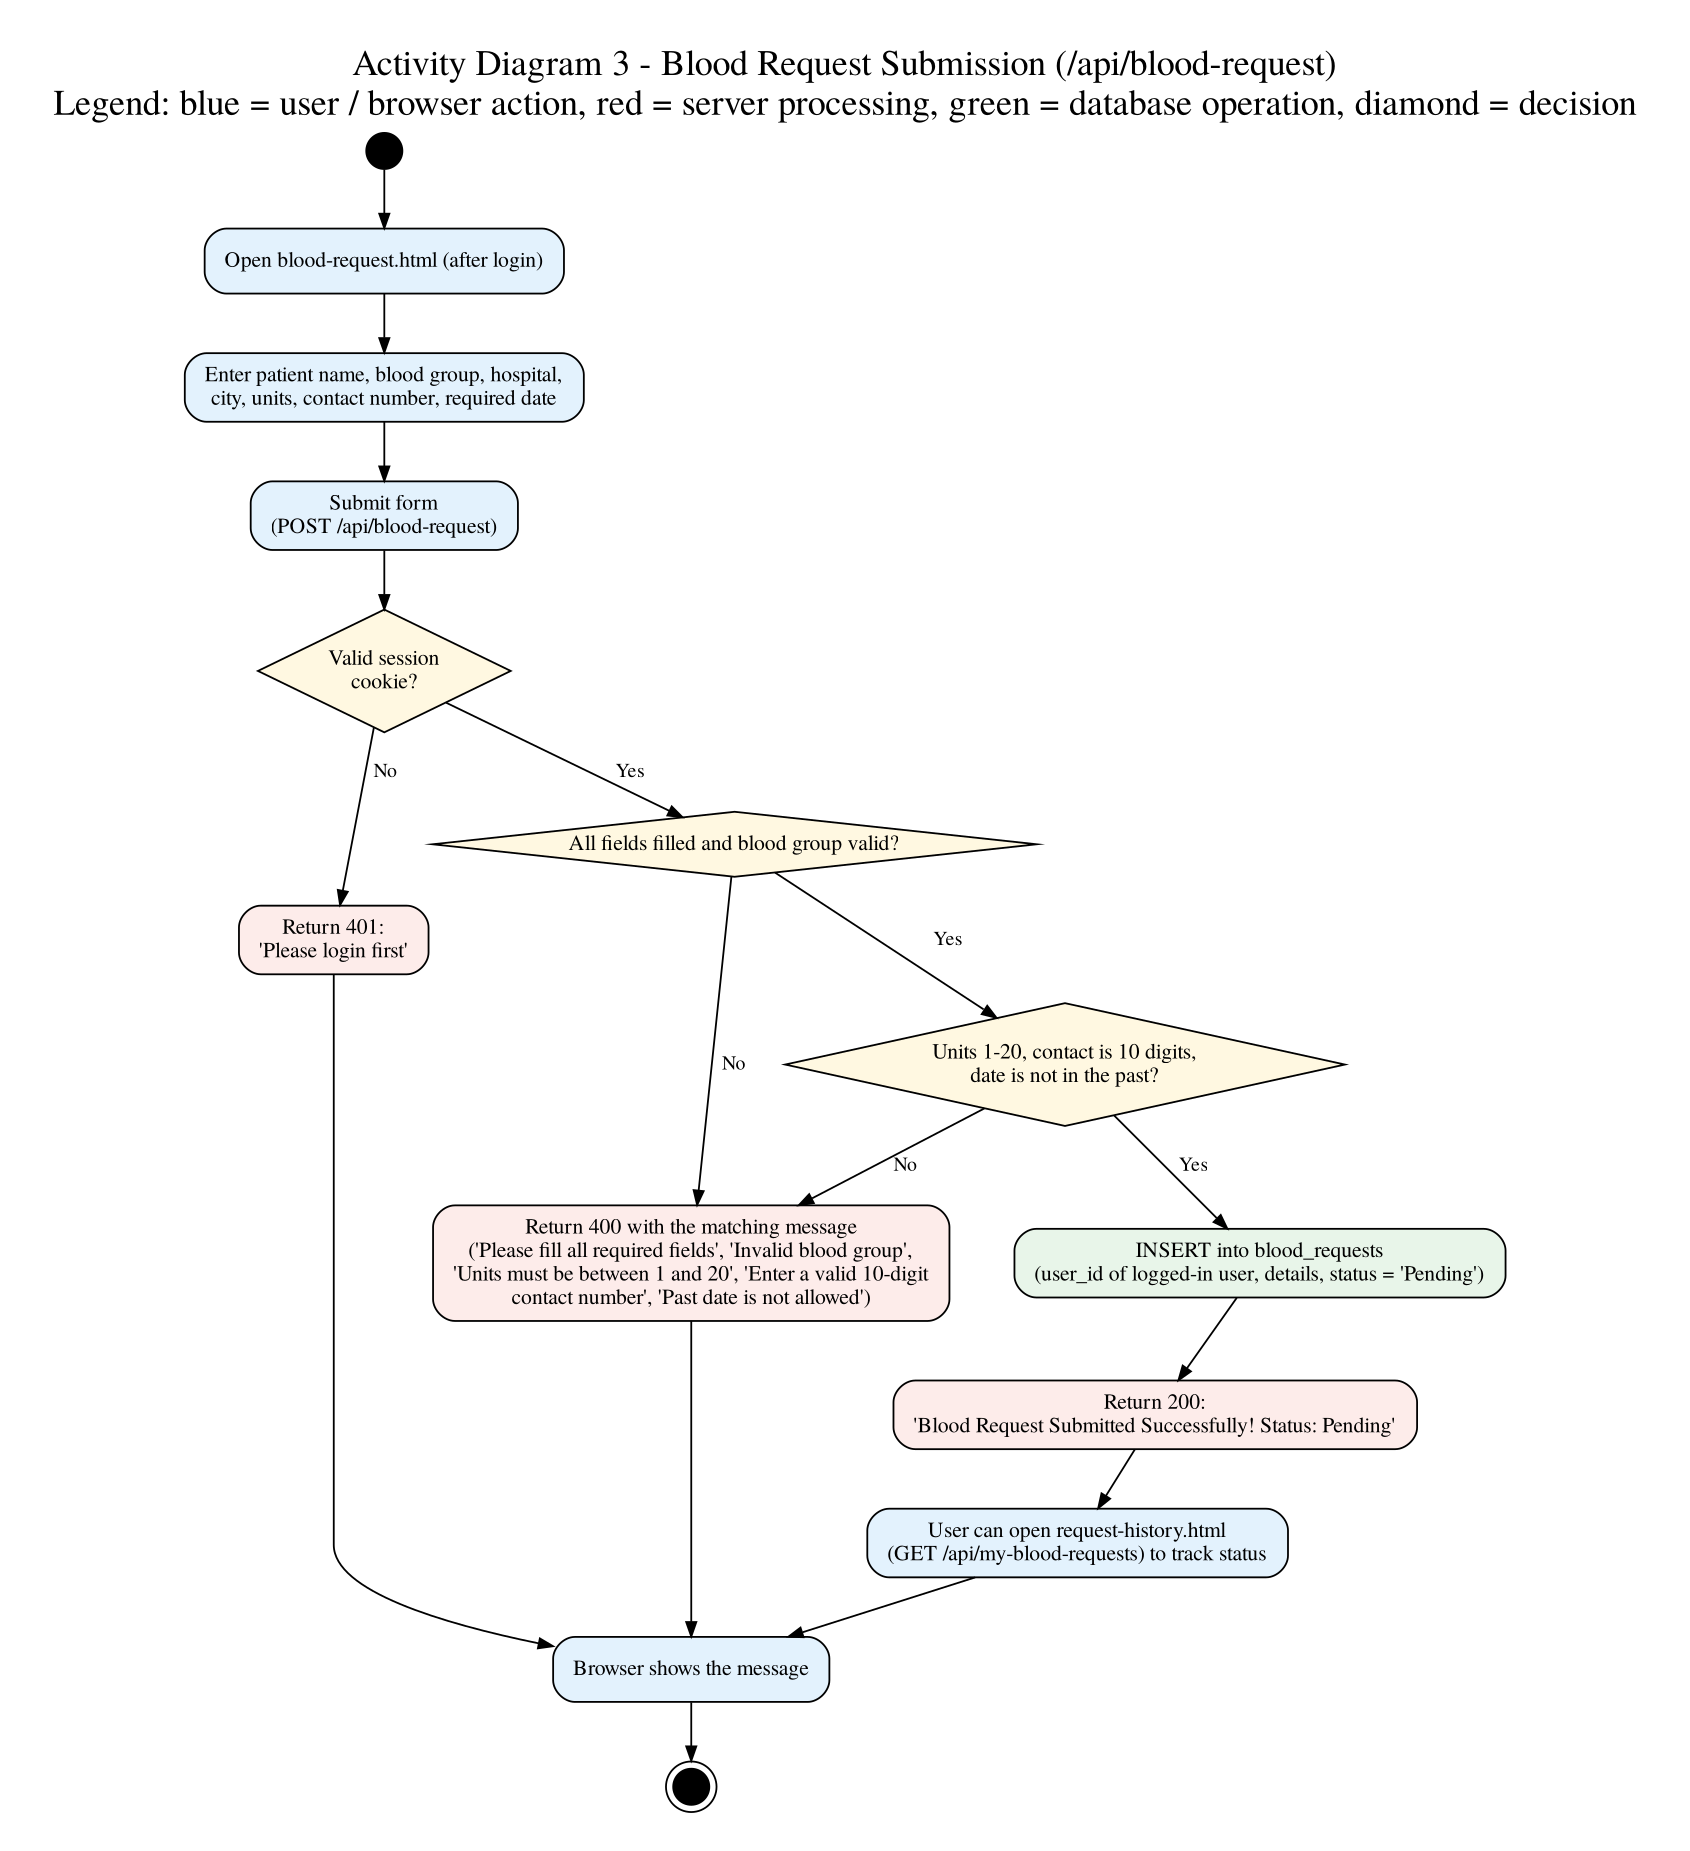 Activity Diagram 3 - Blood Request Submission (/api/blood-request)
Legend: blue = user / browser action, red = server processing, green = database operation, diamond = decision
Open blood-request.html (after login)
Enter patient name, blood group, hospital,
city, units, contact number, required date
Submit form
(POST /api/blood-request)
Valid session
cookie?
No
Yes
All fields filled and blood group valid?
Return 401:
'Please login first'
Yes
No
Units 1-20, contact is 10 digits,
date is not in the past?
No
Yes
Return 400 with the matching message
('Please fill all required fields', 'Invalid blood group',
'Units must be between 1 and 20', 'Enter a valid 10-digit
contact number', 'Past date is not allowed')
INSERT into blood_requests
(user_id of logged-in user, details, status = 'Pending')
Return 200:
'Blood Request Submitted Successfully! Status: Pending'
User can open request-history.html
(GET /api/my-blood-requests) to track status
Browser shows the message